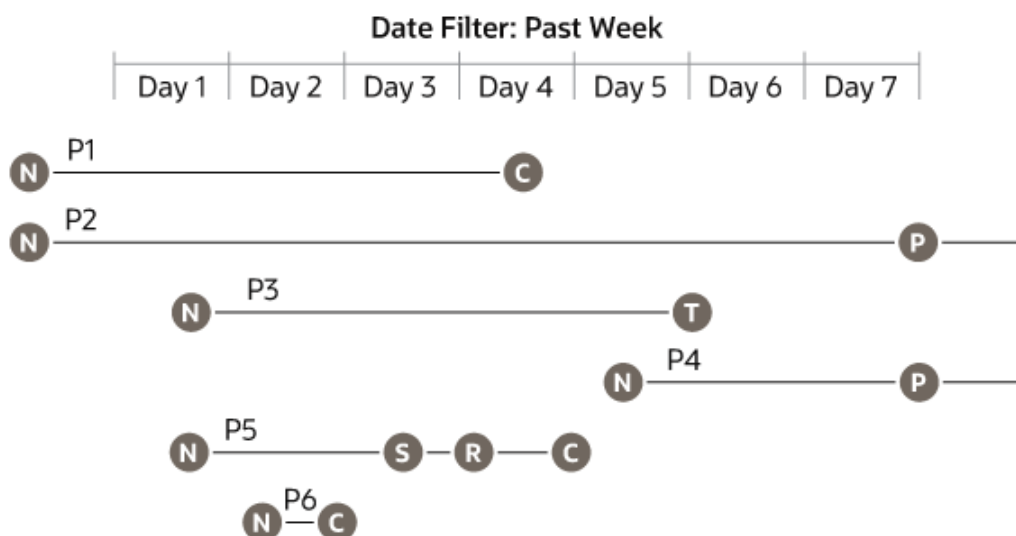 Date Filter: Past Week
Day 1 Day 2 Day 3 Day 4 Day 5 Day 6 Day 7
P1
N C
P2
N P
P3
N T
P4
N P
P5
N S R C
P6
N C